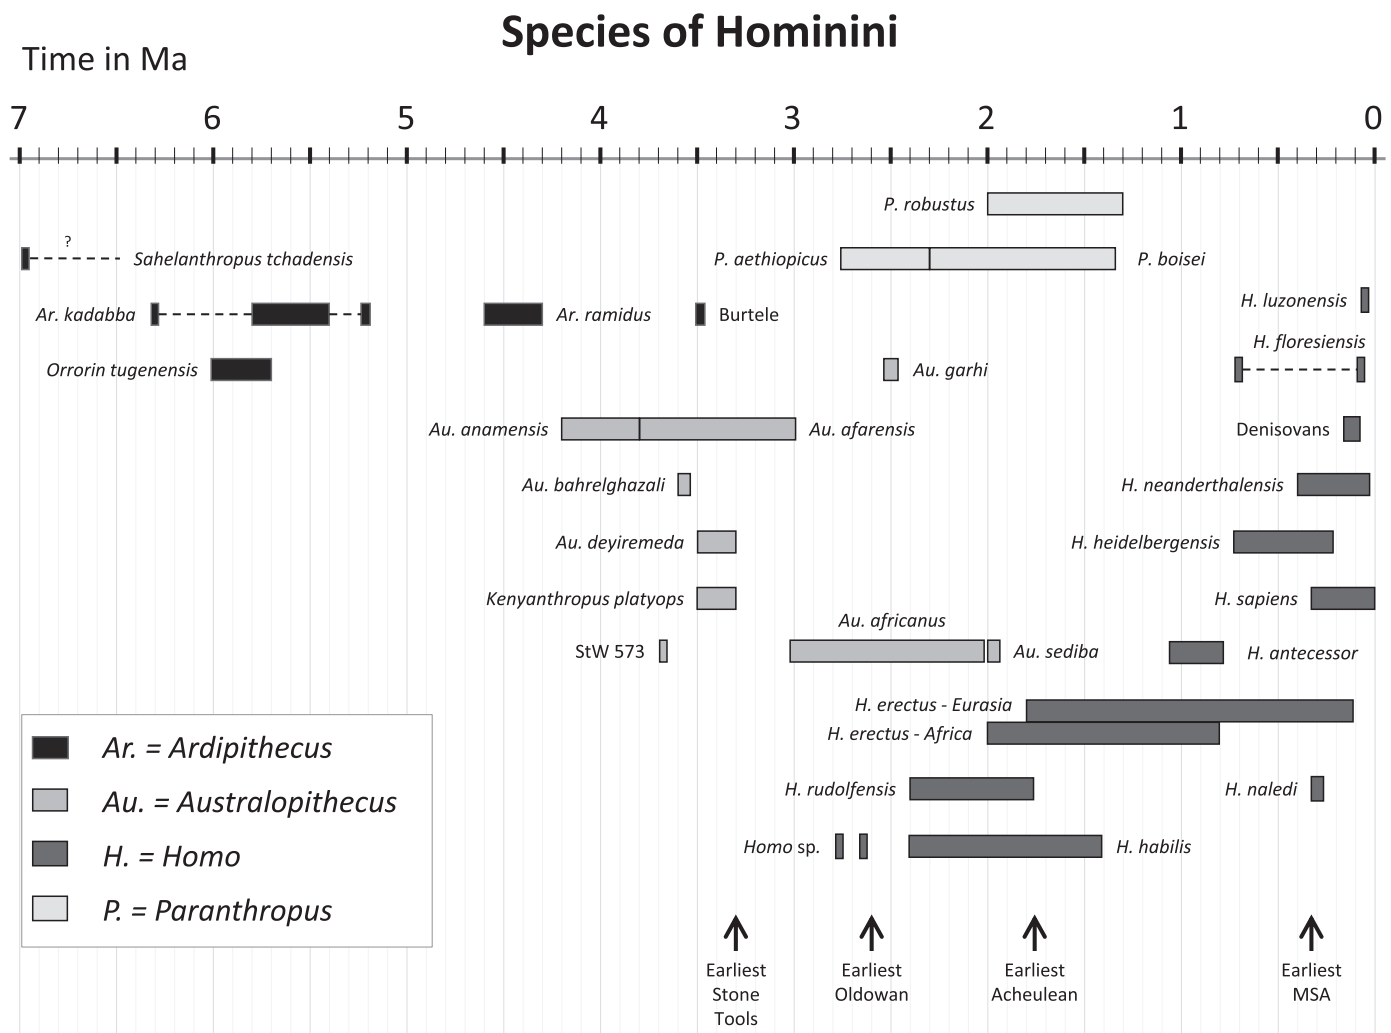 Species of Hominini
Time in Ma
7 6 5 4 3 2 1 0
P. robustus
?
Sahelanthropus tchadensis
P. aethiopicus
P. boisei
H. luzonensis
Ar. kadabba
Ar. ramidus
Burtele
H. floresiensis
Orrorin tugenensis
Au. garhi
Au. anamensis
Au. afarensis
Denisovans
Au. bahrelghazali
H. neanderthalensis
Au. deyiremeda
H. heidelbergensis
Kenyanthropus platyops
H. sapiens
Au. africanus
StW 573
Au. sediba
H. antecessor
H. erectus - Eurasia
H. erectus - Africa
H. rudolfensis
H. naledi
Homo sp.
H. habilis
Ar. = Ardipithecus
Au. = Australopithecus
H. = Homo
P. = Paranthropus
Earliest
Stone
Tools
Earliest
Oldowan
Earliest
Acheulean
Earliest
MSA